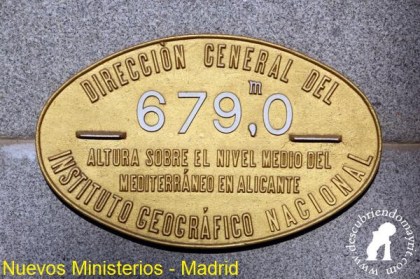 DIRECCIÓN GENERAL DEL
679,0 m
ALTURA SOBRE EL NIVEL MEDIO DEL
MEDITERRÁNEO EN ALICANTE
INSTITUTO GEOGRÁFICO NACIONAL
Nuevos Ministerios - Madrid